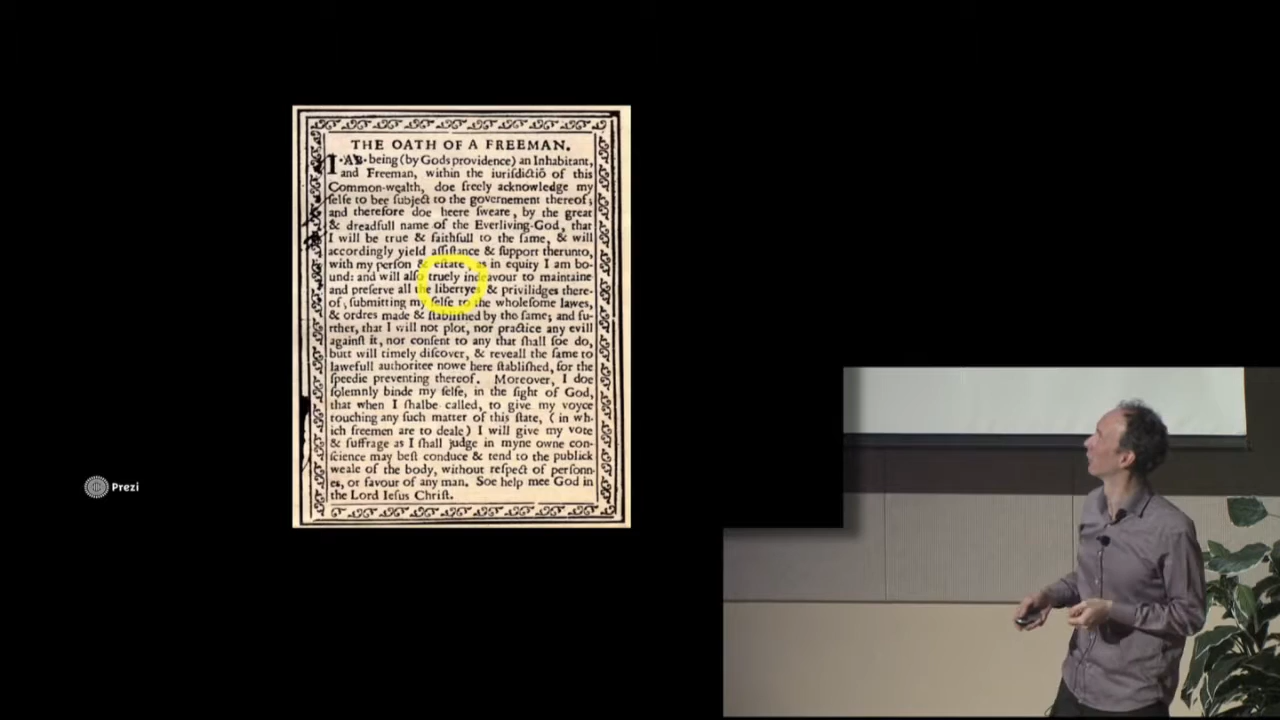 THE OATH OF A FREEMAN.
I·AB· being (by Gods providence) an Inhabitant,
and Freeman, within the iurisdictiō of this
Common-wealth, doe freely acknowledge my
ſelfe to bee ſubject to the governement thereof;
and therefore doe heere ſweare, by the great
& dreadfull name of the Everliving-God, that
I will be true & faithfull to the ſame, & will
accordingly yield aſſiſtance & ſupport therunto,
with my perſon & eſtate, as in equity I am bo-
und: and will alſo truely indeavour to maintaine
and preſerve all the libertyes & privilidges there-
of, ſubmitting my ſelfe to the wholeſome lawes,
& ordres made & ſtabliſhed by the ſame; and fu-
rther, that I will not plot, nor practice any evill
againſt it, nor conſent to any that ſhall ſoe do,
butt will timely diſcover, & reveall the ſame to
lawefull authoritee nowe here ſtabliſhed, for the
ſpeedie preventing thereof. Moreover, I doe
ſolemnly binde my ſelfe, in the ſight of God,
that when I ſhalbe called, to give my voyce
touching any ſuch matter of this ſtate, (in wh-
ich freemen are to deale) I will give my vote
& ſuffrage as I ſhall judge in myne owne con-
ſcience may beſt conduce & tend to the publick
weale of the body, without reſpect of perſonn-
es, or favour of any man. Soe help mee God in
the Lord Ieſus Chriſt.
Prezi